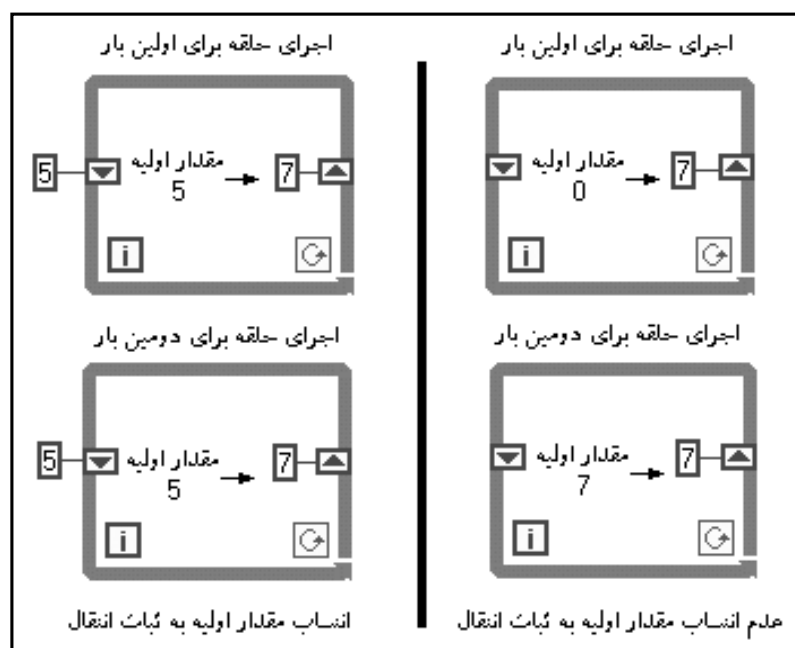 اجرای حلقه برای اولین بار
مقدار اولیه
0
7
i
اجرای حلقه برای دومین بار
مقدار اولیه
7
7
i
عدم انساب مقدار اولیه به ثبات انتقال
اجرای حلقه برای اولین بار
5
مقدار اولیه
5
7
i
اجرای حلقه برای دومین بار
5
مقدار اولیه
5
7
i
انساب مقدار اولیه به ثبات انتقال